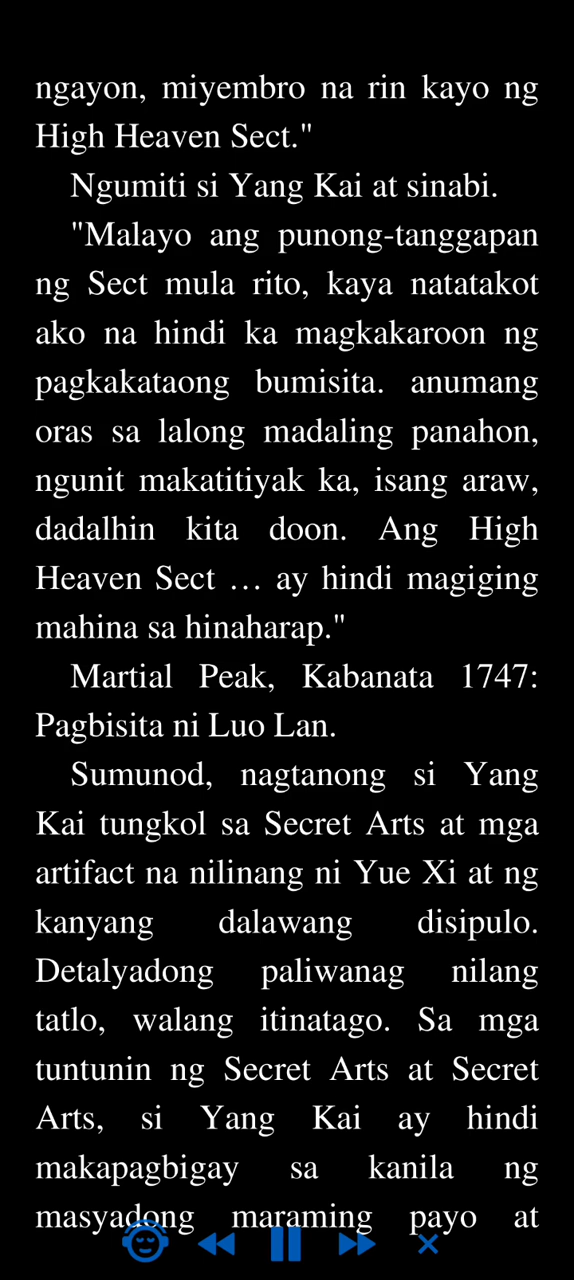 ngayon, miyembro na rin kayo ng
High Heaven Sect."
Ngumiti si Yang Kai at sinabi.
"Malayo ang punong-tanggapan
ng Sect mula rito, kaya natatakot
ako na hindi ka magkakaroon ng
pagkakataong bumisita. anumang
oras sa lalong madaling panahon,
ngunit makatitiyak ka, isang araw,
dadalhin kita doon. Ang High
Heaven Sect … ay hindi magiging
mahina sa hinaharap."
Martial Peak, Kabanata 1747:
Pagbisita ni Luo Lan.
Sumunod, nagtanong si Yang
Kai tungkol sa Secret Arts at mga
artifact na nilinang ni Yue Xi at ng
kanyang dalawang disipulo.
Detalyadong paliwanag nilang
tatlo, walang itinatago. Sa mga
tuntunin ng Secret Arts at Secret
Arts, si Yang Kai ay hindi
makapagbigay sa kanila ng
masyadong maraming payo at